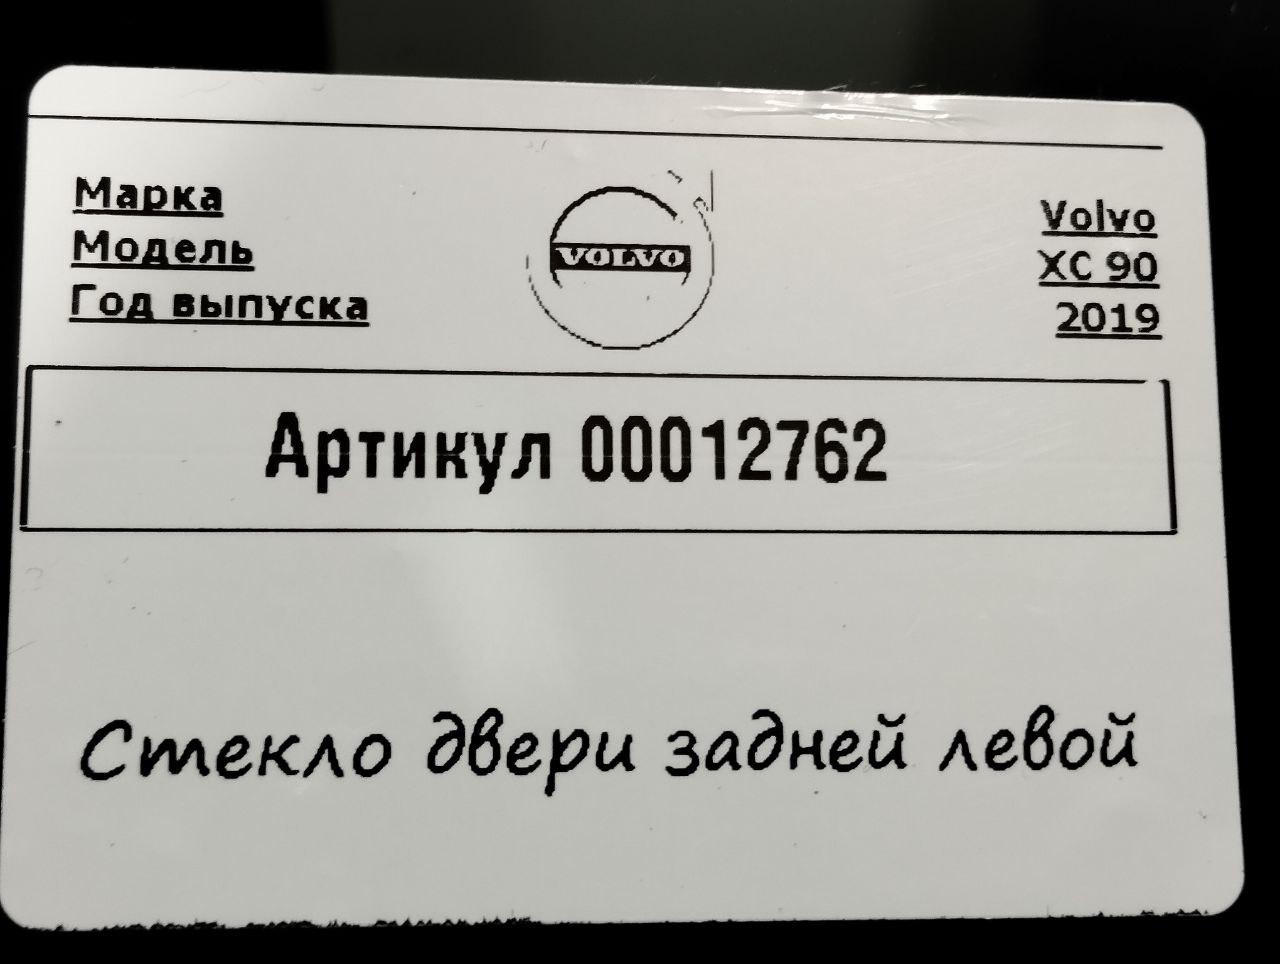 Марка
Модель
Год выпуска
VOLVO
Volvo
XC 90
2019
Артикул 00012762
Стекло двери задней левой